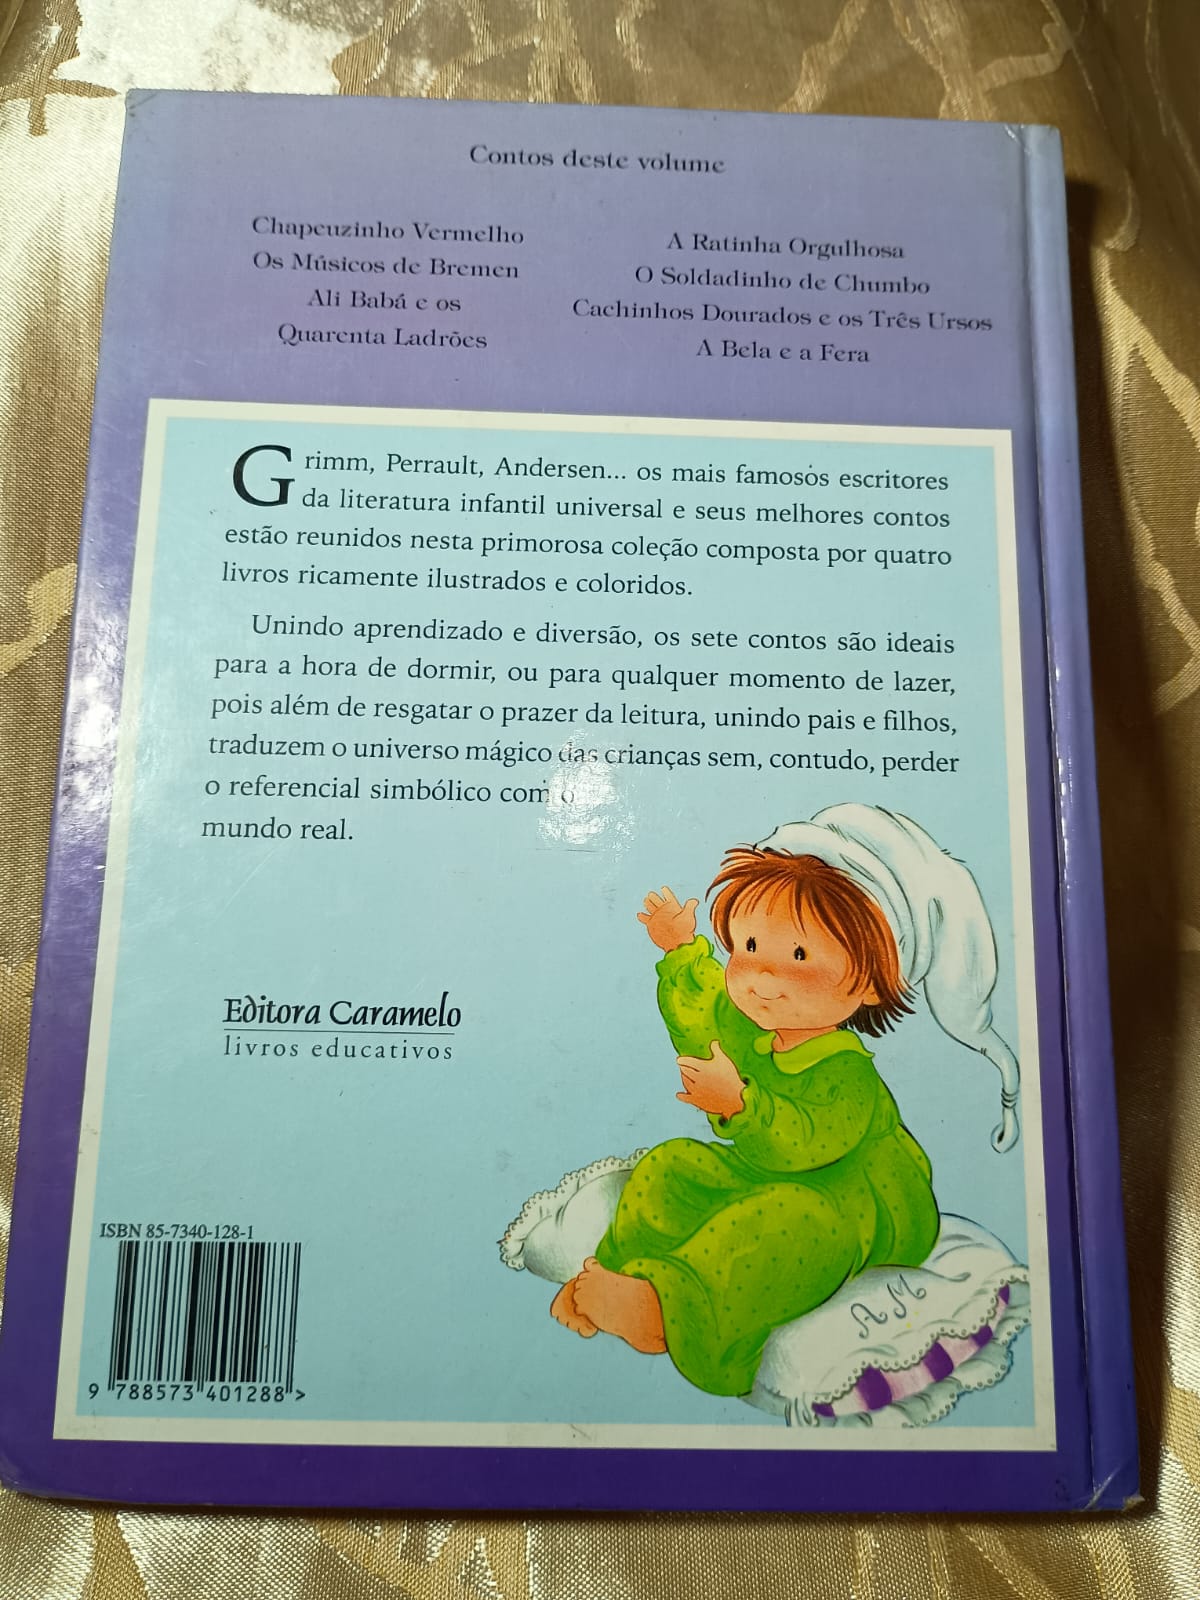 Contos deste volume
Chapeuzinho Vermelho
Os Músicos de Bremen
Ali Babá e os
Quarenta Ladrões
A Ratinha Orgulhosa
O Soldadinho de Chumbo
Cachinhos Dourados e os Três Ursos
A Bela e a Fera
Grimm, Perrault, Andersen... os mais famosos escritores
da literatura infantil universal e seus melhores contos
estão reunidos nesta primorosa coleção composta por quatro
livros ricamente ilustrados e coloridos.
Unindo aprendizado e diversão, os sete contos são ideais
para a hora de dormir, ou para qualquer momento de lazer,
pois além de resgatar o prazer da leitura, unindo pais e filhos,
traduzem o universo mágico das crianças sem, contudo, perder
o referencial simbólico com o
mundo real.
Editora Caramelo
livros educativos
AM
ISBN 85-7340-128-1
9 788573 401288 >